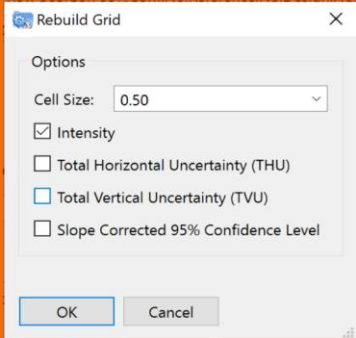 Rebuild Grid
Options
Cell Size: 0.50
Intensity
Total Horizontal Uncertainty (THU)
Total Vertical Uncertainty (TVU)
Slope Corrected 95% Confidence Level
OK Cancel